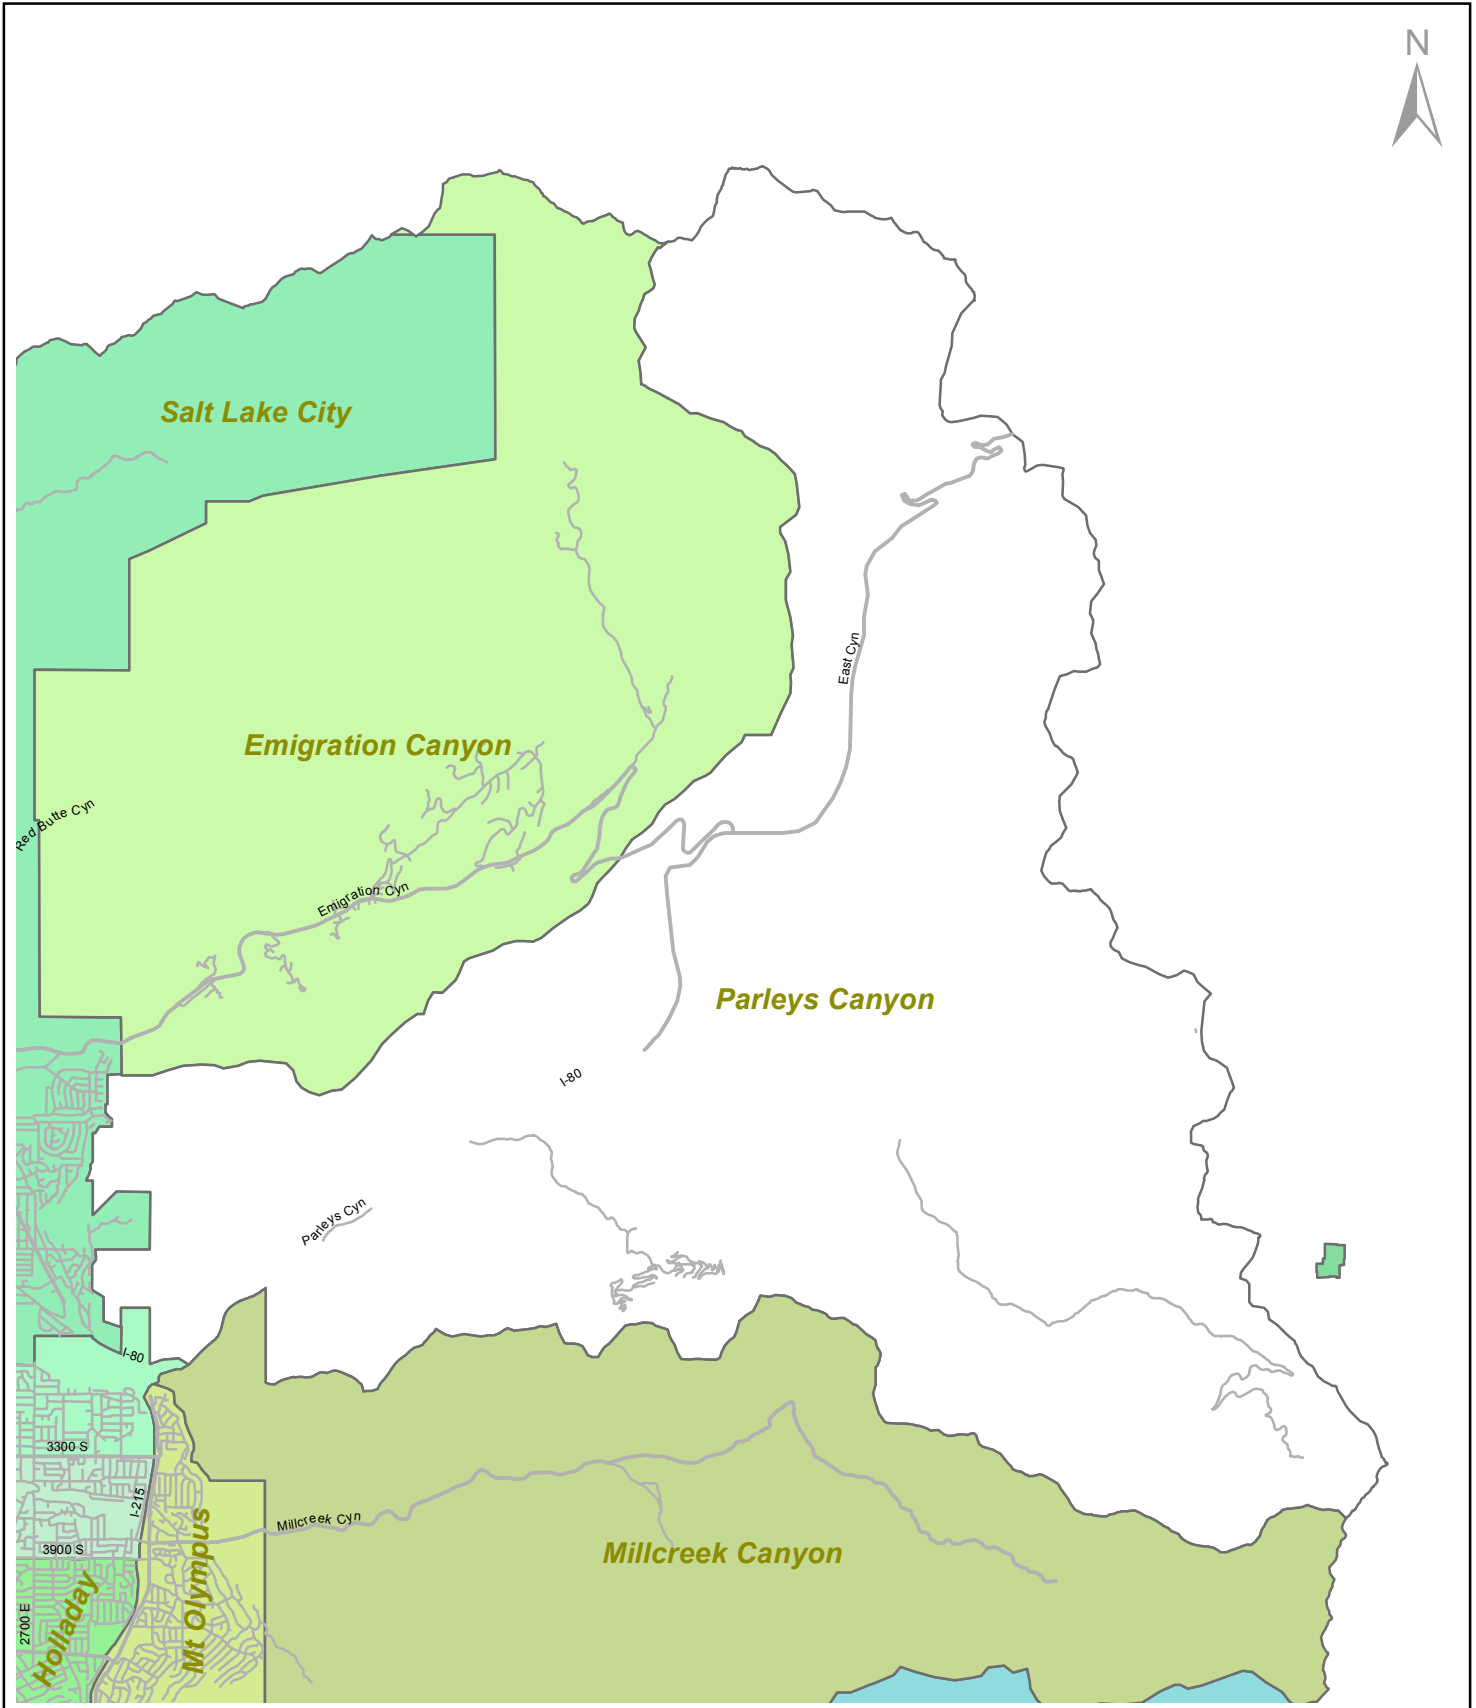 N
Salt Lake City
East Cyn
Emigration Canyon
Red Butte Cyn
Emigration Cyn
Parleys Canyon
I-80
Parleys Cyn
I-80
3300 S
I-215
Millcreek Cyn
3900 S
Millcreek Canyon
Mt Olympus
2700 E
Holladay